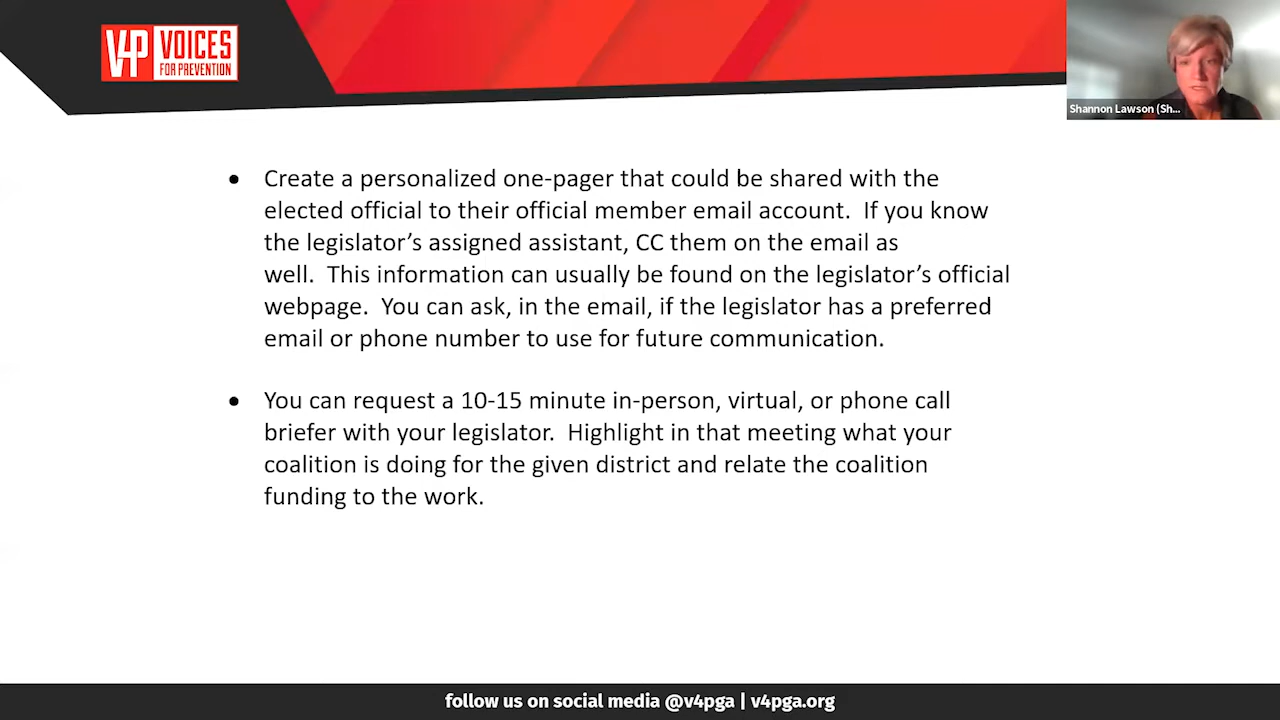 V4P VOICES
FOR PREVENTION
Shannon Lawson (Sh...
• Create a personalized one-pager that could be shared with the
elected official to their official member email account.  If you know
the legislator’s assigned assistant, CC them on the email as
well.  This information can usually be found on the legislator’s official
webpage.  You can ask, in the email, if the legislator has a preferred
email or phone number to use for future communication.
• You can request a 10-15 minute in-person, virtual, or phone call
briefer with your legislator.  Highlight in that meeting what your
coalition is doing for the given district and relate the coalition
funding to the work.
follow us on social media @v4pga | v4pga.org